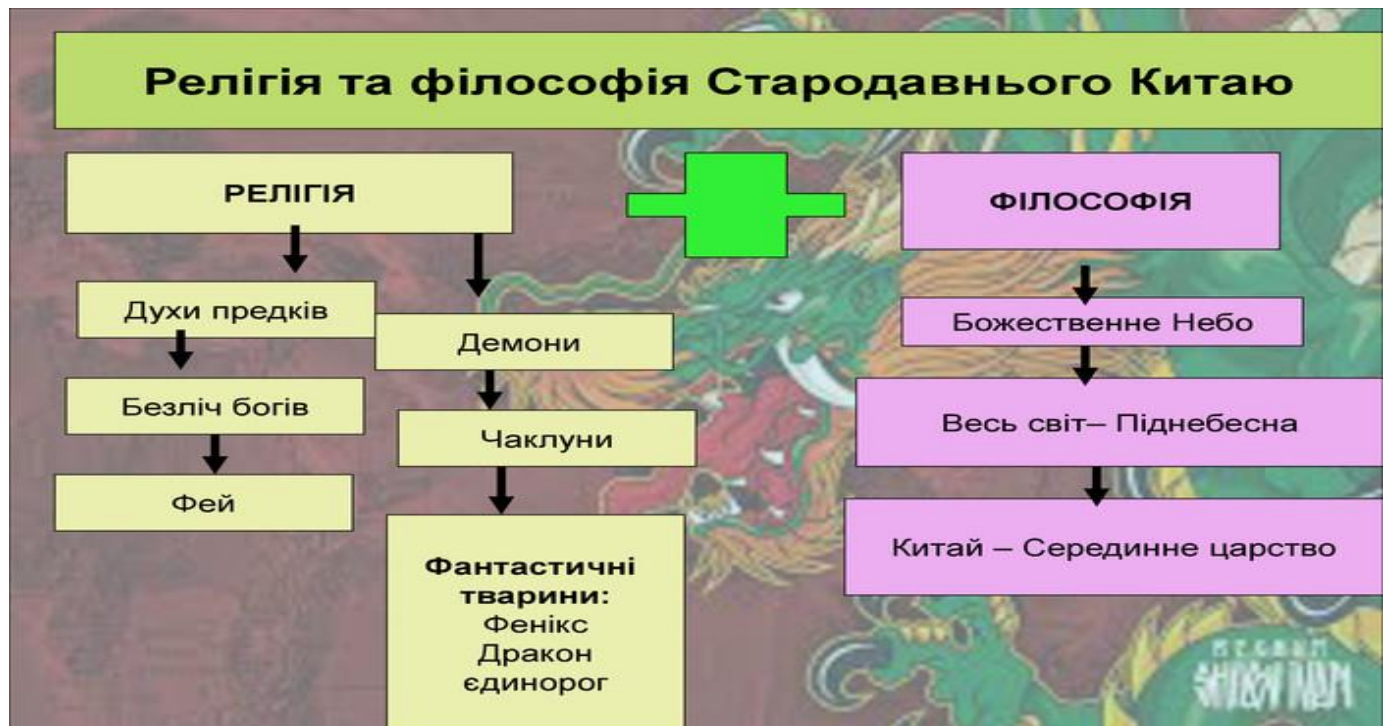 Релігія та філософія Стародавнього Китаю
РЕЛІГІЯ
ФІЛОСОФІЯ
Духи предків
Безліч богів
Фей
Демони
Чаклуни
Фантастичні
тварини:
Фенікс
Дракон
єдинорог
Божественне Небо
Весь світ– Піднебесна
Китай – Серединне царство